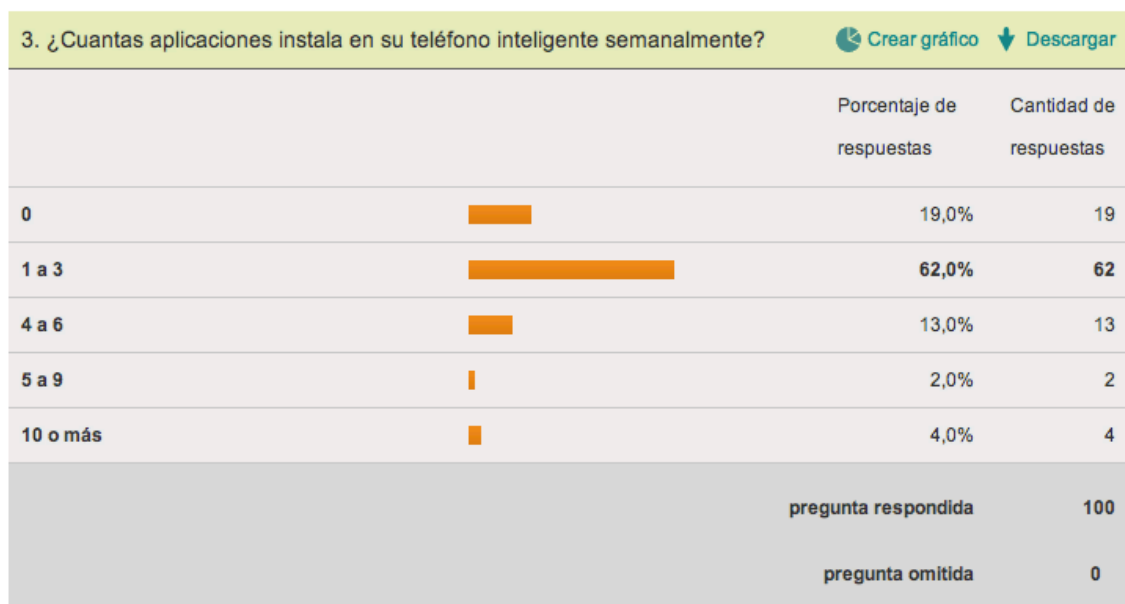 3. ¿Cuantas aplicaciones instala en su teléfono inteligente semanalmente? Crear gráfico Descargar
Porcentaje de respuestas Cantidad de respuestas
0 19,0% 19
1 a 3 62,0% 62
4 a 6 13,0% 13
5 a 9 2,0% 2
10 o más 4,0% 4
pregunta respondida 100
pregunta omitida 0